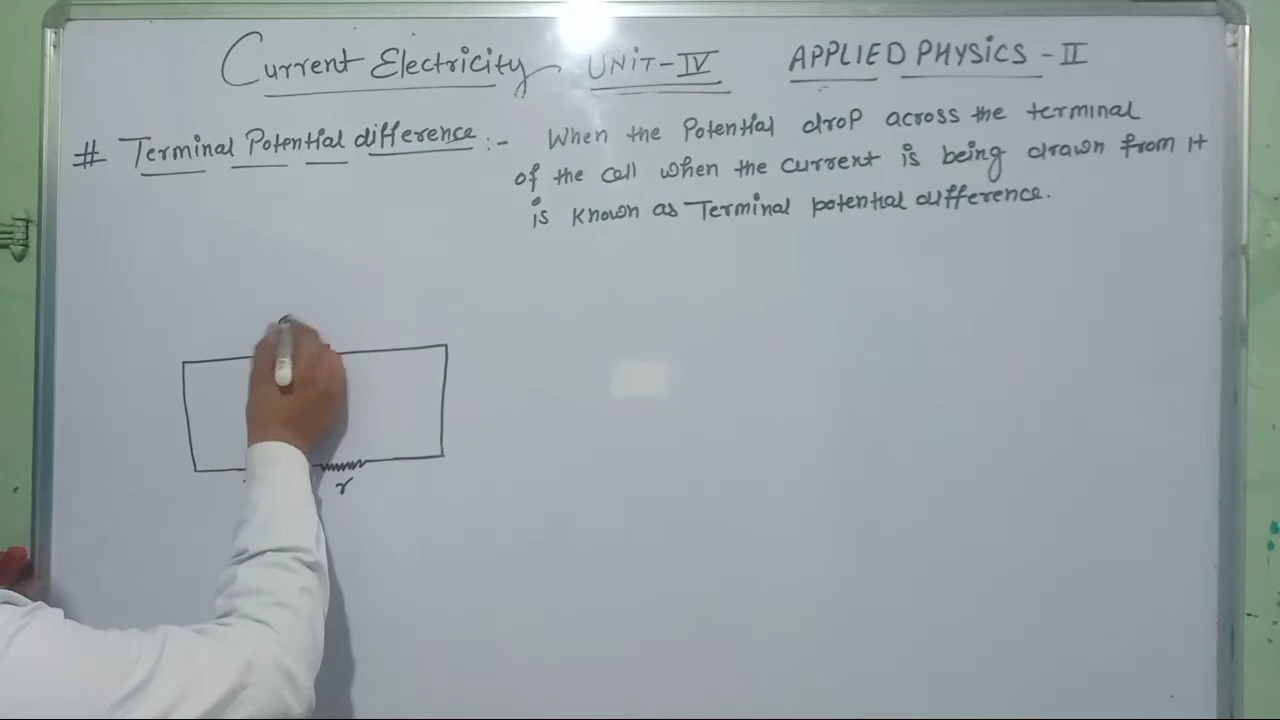 Current Electricity UNIT-IV APPLIED PHYSICS - II
# Terminal Potential difference :- When the Potential drop across the terminal
of the cell when the current is being drawn from it
is known as Terminal potential difference.
r